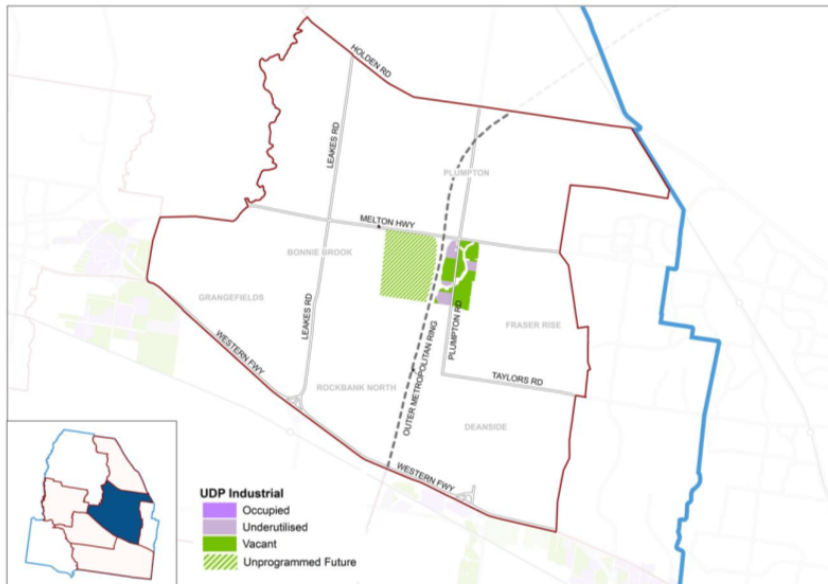 HOLDEN RD
LEAKES RD
PLUMPTON
MELTON HWY
BONNIE BROOK
GRANGEFIELDS
LEAKES RD
PLUMPTON RD
FRASER RISE
WESTERN FWY
OUTER METROPOLITAN RING
TAYLORS RD
ROCKBANK NORTH
DEANSIDE
WESTERN FWY
UDP Industrial
Occupied
Underutilised
Vacant
Unprogrammed Future